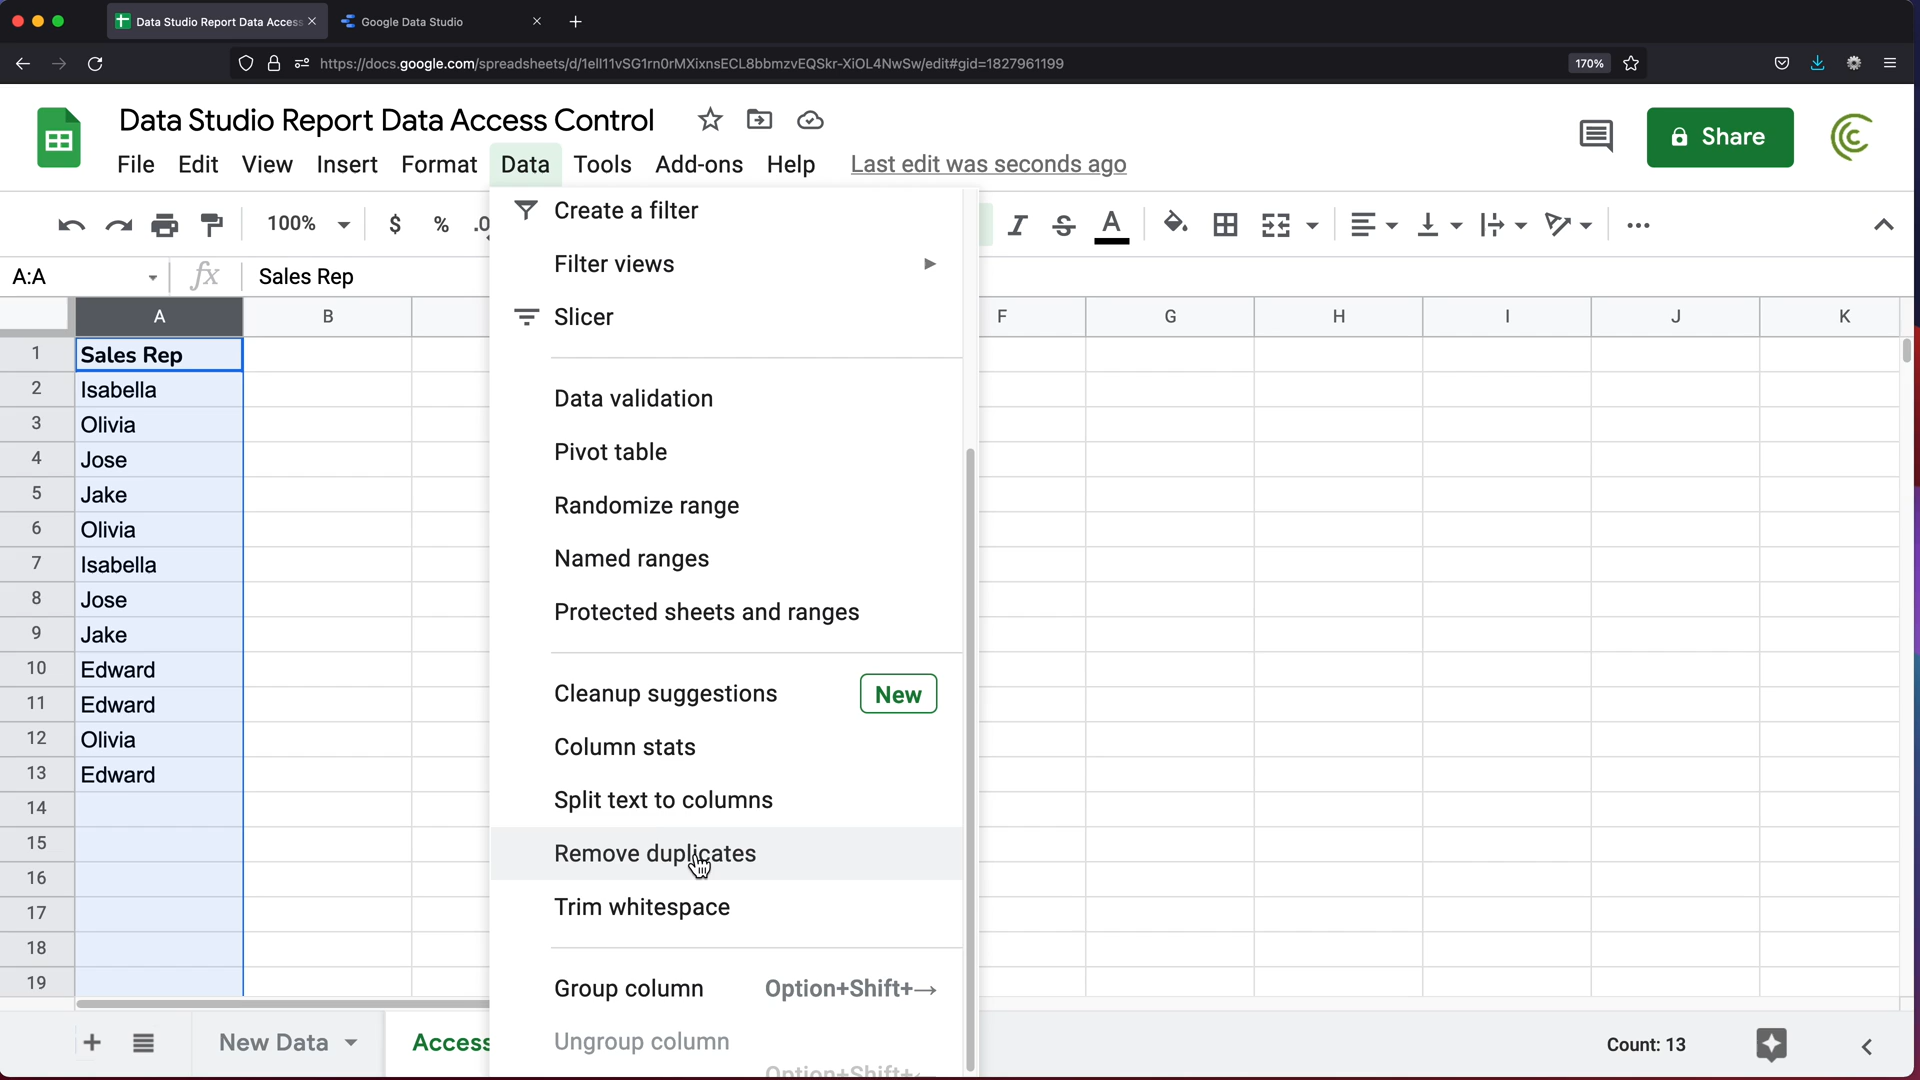 Data Studio Report Data Access
Google Data Studio
https://docs.google.com/spreadsheets/d/1ell11vSG1rn0rMXixnsECL8bbmzvEQSkr-XiOL4NwSw/edit#gid=1827961199
170%
Data Studio Report Data Access Control
Share
File Edit View Insert Format Data Tools Add-ons Help Last edit was seconds ago
100% $ % .0
A:A fx Sales Rep
A B F G H I J K
1 Sales Rep
2 Isabella
3 Olivia
4 Jose
5 Jake
6 Olivia
7 Isabella
8 Jose
9 Jake
10 Edward
11 Edward
12 Olivia
13 Edward
14
15
16
17
18
19
Create a filter
Filter views
Slicer
Data validation
Pivot table
Randomize range
Named ranges
Protected sheets and ranges
Cleanup suggestions New
Column stats
Split text to columns
Remove duplicates
Trim whitespace
Group column Option+Shift+→
Ungroup column
Option+Shift+←
New Data Access
Count: 13